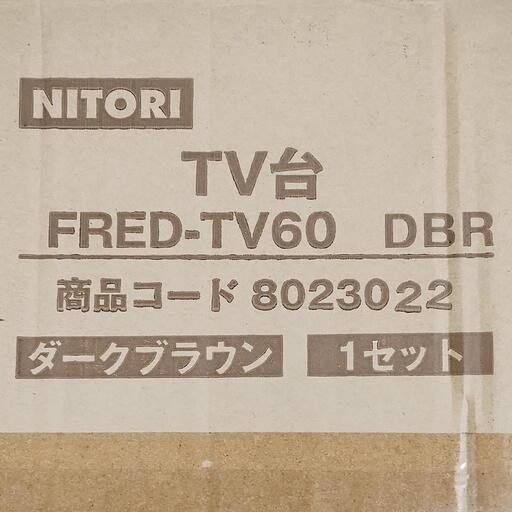 NITORI
TV台
FRED-TV60 DBR
商品コード 8023022
ダークブラウン 1セット